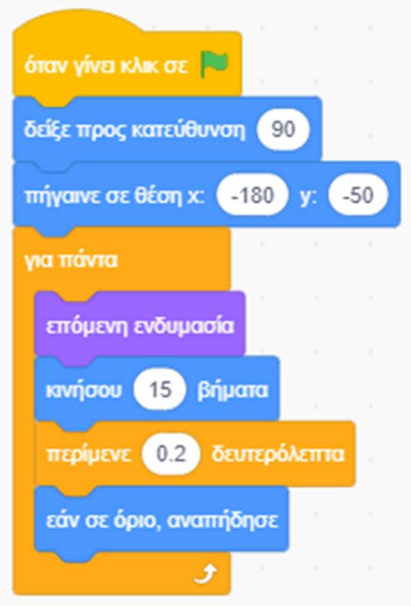 όταν γίνει κλικ σε
δείξε προς κατεύθυνση 90
πήγαινε σε θέση x: -180 y: -50
για πάντα
επόμενη ενδυμασία
κινήσου 15 βήματα
περίμενε 0.2 δευτερόλεπτα
εάν σε όριο, αναπήδησε